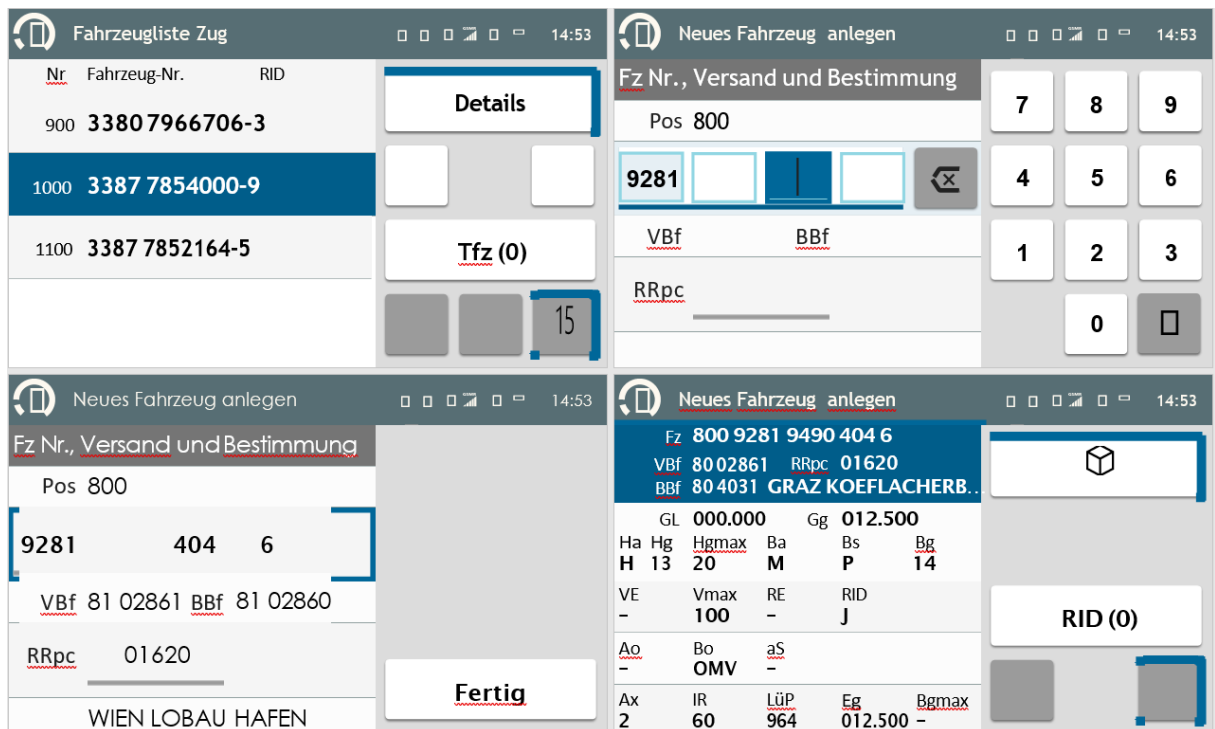 Fahrzeugliste Zug 14:53
Nr Fahrzeug-Nr. RID
900 3380 7966706-3
1000 3387 7854000-9
1100 3387 7852164-5
Details
Tfz (0)
15
Neues Fahrzeug anlegen 14:53
Fz Nr., Versand und Bestimmung
Pos 800
9281
VBf BBf
RRpc
7 8 9
4 5 6
1 2 3
0
Neues Fahrzeug anlegen 14:53
Fz Nr., Versand und Bestimmung
Pos 800
9281 404 6
VBf 81 02861 BBf 81 02860
RRpc 01620
WIEN LOBAU HAFEN
Fertig
Neues Fahrzeug anlegen 14:53
Fz 800 9281 9490 404 6
VBf 80 02861 RRpc 01620
BBf 80 4031 GRAZ KOEFLACHERB...
GL 000.000 Gg 012.500
Ha Hg Hgmax Ba Bs Bg
H 13 20 M P 14
VE Vmax RE RID
– 100 – J
Ao Bo aS
– OMV –
Ax IR LüP Eg Bgmax
2 60 964 012.500 –
RID (0)